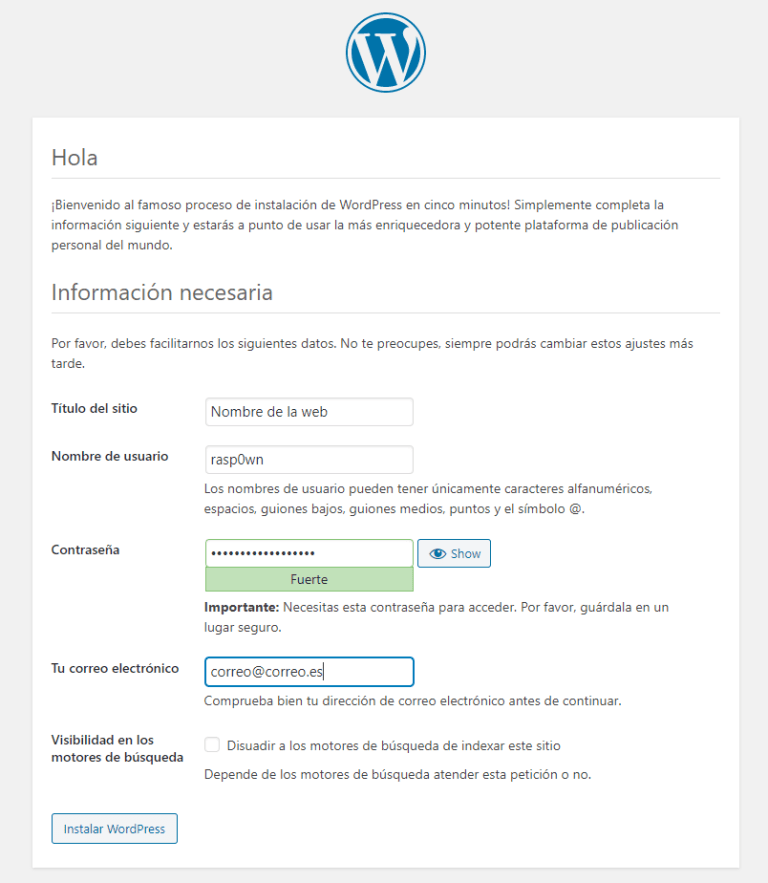 Hola
¡Bienvenido al famoso proceso de instalación de WordPress en cinco minutos! Simplemente completa la
información siguiente y estarás a punto de usar la más enriquecedora y potente plataforma de publicación
personal del mundo.
Información necesaria
Por favor, debes facilitarnos los siguientes datos. No te preocupes, siempre podrás cambiar estos ajustes más
tarde.
Título del sitio
Nombre de la web
Nombre de usuario
rasp0wn
Los nombres de usuario pueden tener únicamente caracteres alfanuméricos,
espacios, guiones bajos, guiones medios, puntos y el símbolo @.
Contraseña
••••••••••••••••••
Show
Fuerte
Importante: Necesitas esta contraseña para acceder. Por favor, guárdala en un
lugar seguro.
Tu correo electrónico
correo@correo.es
Comprueba bien tu dirección de correo electrónico antes de continuar.
Visibilidad en los
motores de búsqueda
Disuadir a los motores de búsqueda de indexar este sitio
Depende de los motores de búsqueda atender esta petición o no.
Instalar WordPress